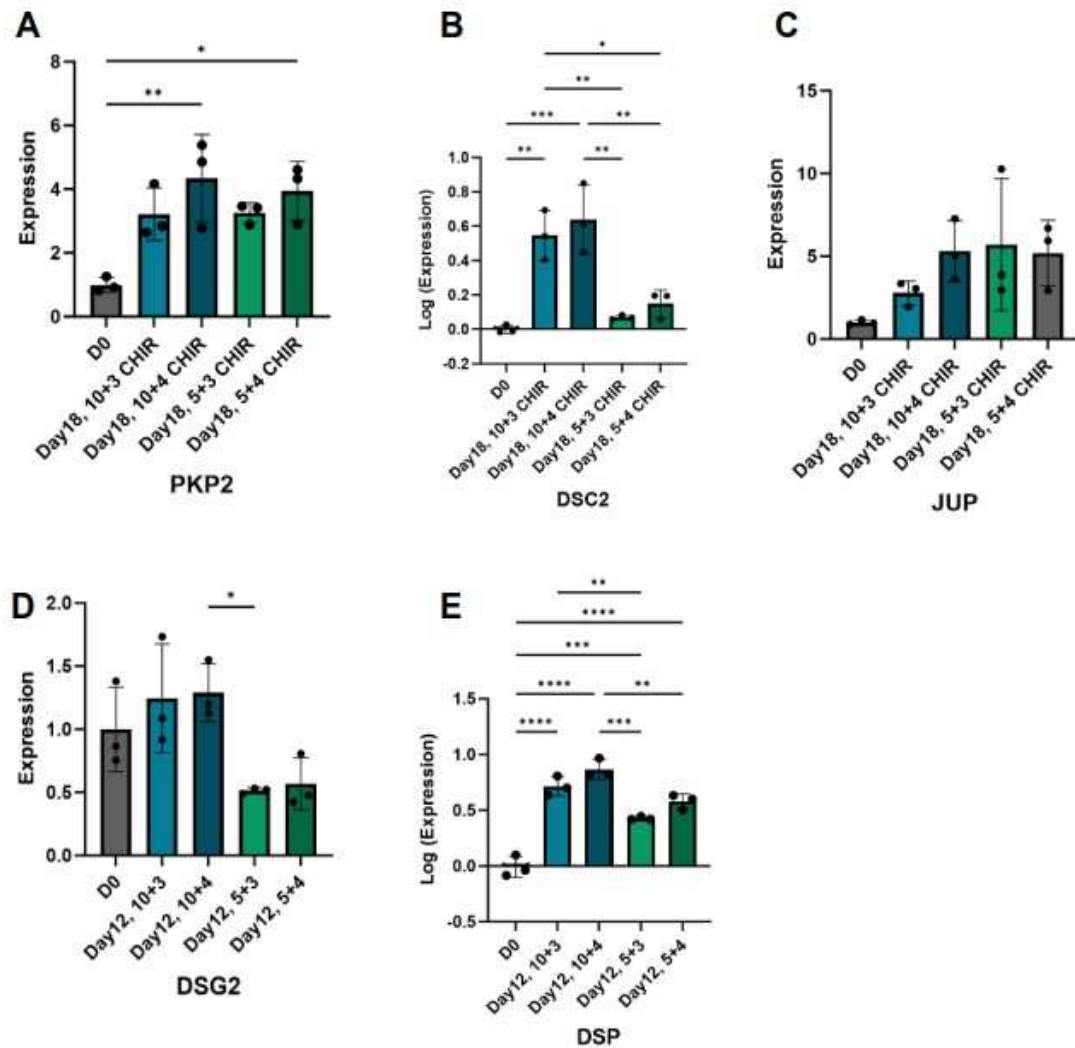 A
*
**
8
6
4
2
0
Expression
D0
Day18, 10+3 CHIR
Day18, 10+4 CHIR
Day18, 5+3 CHIR
Day18, 5+4 CHIR
PKP2
B
*
**
*** **
** **
1.0
0.8
0.6
0.4
0.2
0.0
-0.2
Log (Expression)
D0
Day18, 10+3 CHIR
Day18, 10+4 CHIR
Day18, 5+3 CHIR
Day18, 5+4 CHIR
DSC2
C
15
10
5
0
Expression
D0
Day18, 10+3 CHIR
Day18, 10+4 CHIR
Day18, 5+3 CHIR
Day18, 5+4 CHIR
JUP
D
*
2.0
1.5
1.0
0.5
0.0
Expression
D0
Day12, 10+3
Day12, 10+4
Day12, 5+3
Day12, 5+4
DSG2
E
**
****
***
**** **
**** ***
1.5
1.0
0.5
0.0
-0.5
Log (Expression)
D0
Day12, 10+3
Day12, 10+4
Day12, 5+3
Day12, 5+4
DSP